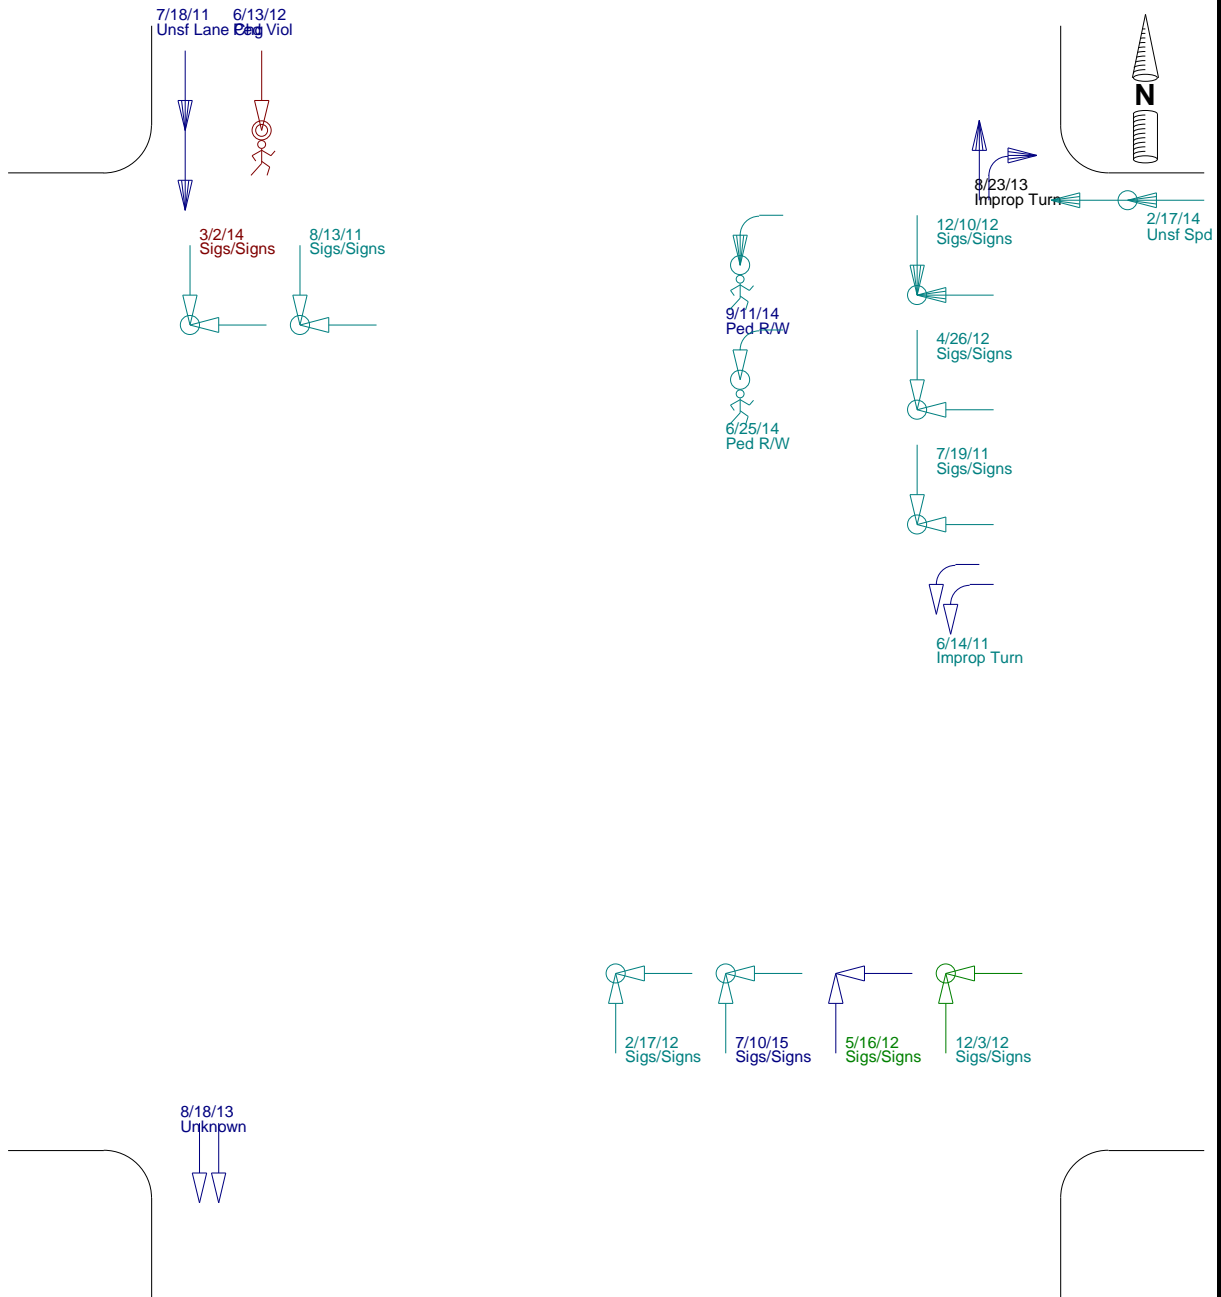 7/18/11
Unsf Lane Chg
6/13/12
Ped Viol
N
8/23/13
Improp Turn
2/17/14
Unsf Spd
3/2/14
Sigs/Signs
8/13/11
Sigs/Signs
12/10/12
Sigs/Signs
9/11/14
Ped R/W
4/26/12
Sigs/Signs
6/25/14
Ped R/W
7/19/11
Sigs/Signs
6/14/11
Improp Turn
2/17/12
Sigs/Signs
7/10/15
Sigs/Signs
5/16/12
Sigs/Signs
12/3/12
Sigs/Signs
8/18/13
Unknown